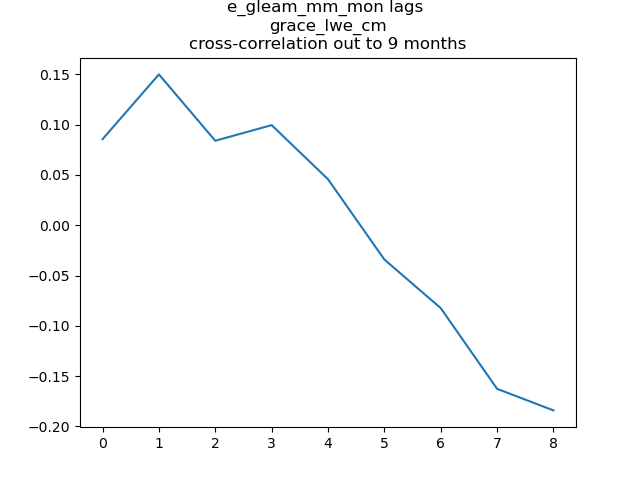 e_gleam_mm_mon lags
grace_lwe_cm
cross-correlation out to 9 months
0.15
0.10
0.05
0.00
−0.05
−0.10
−0.15
−0.20
0 1 2 3 4 5 6 7 8